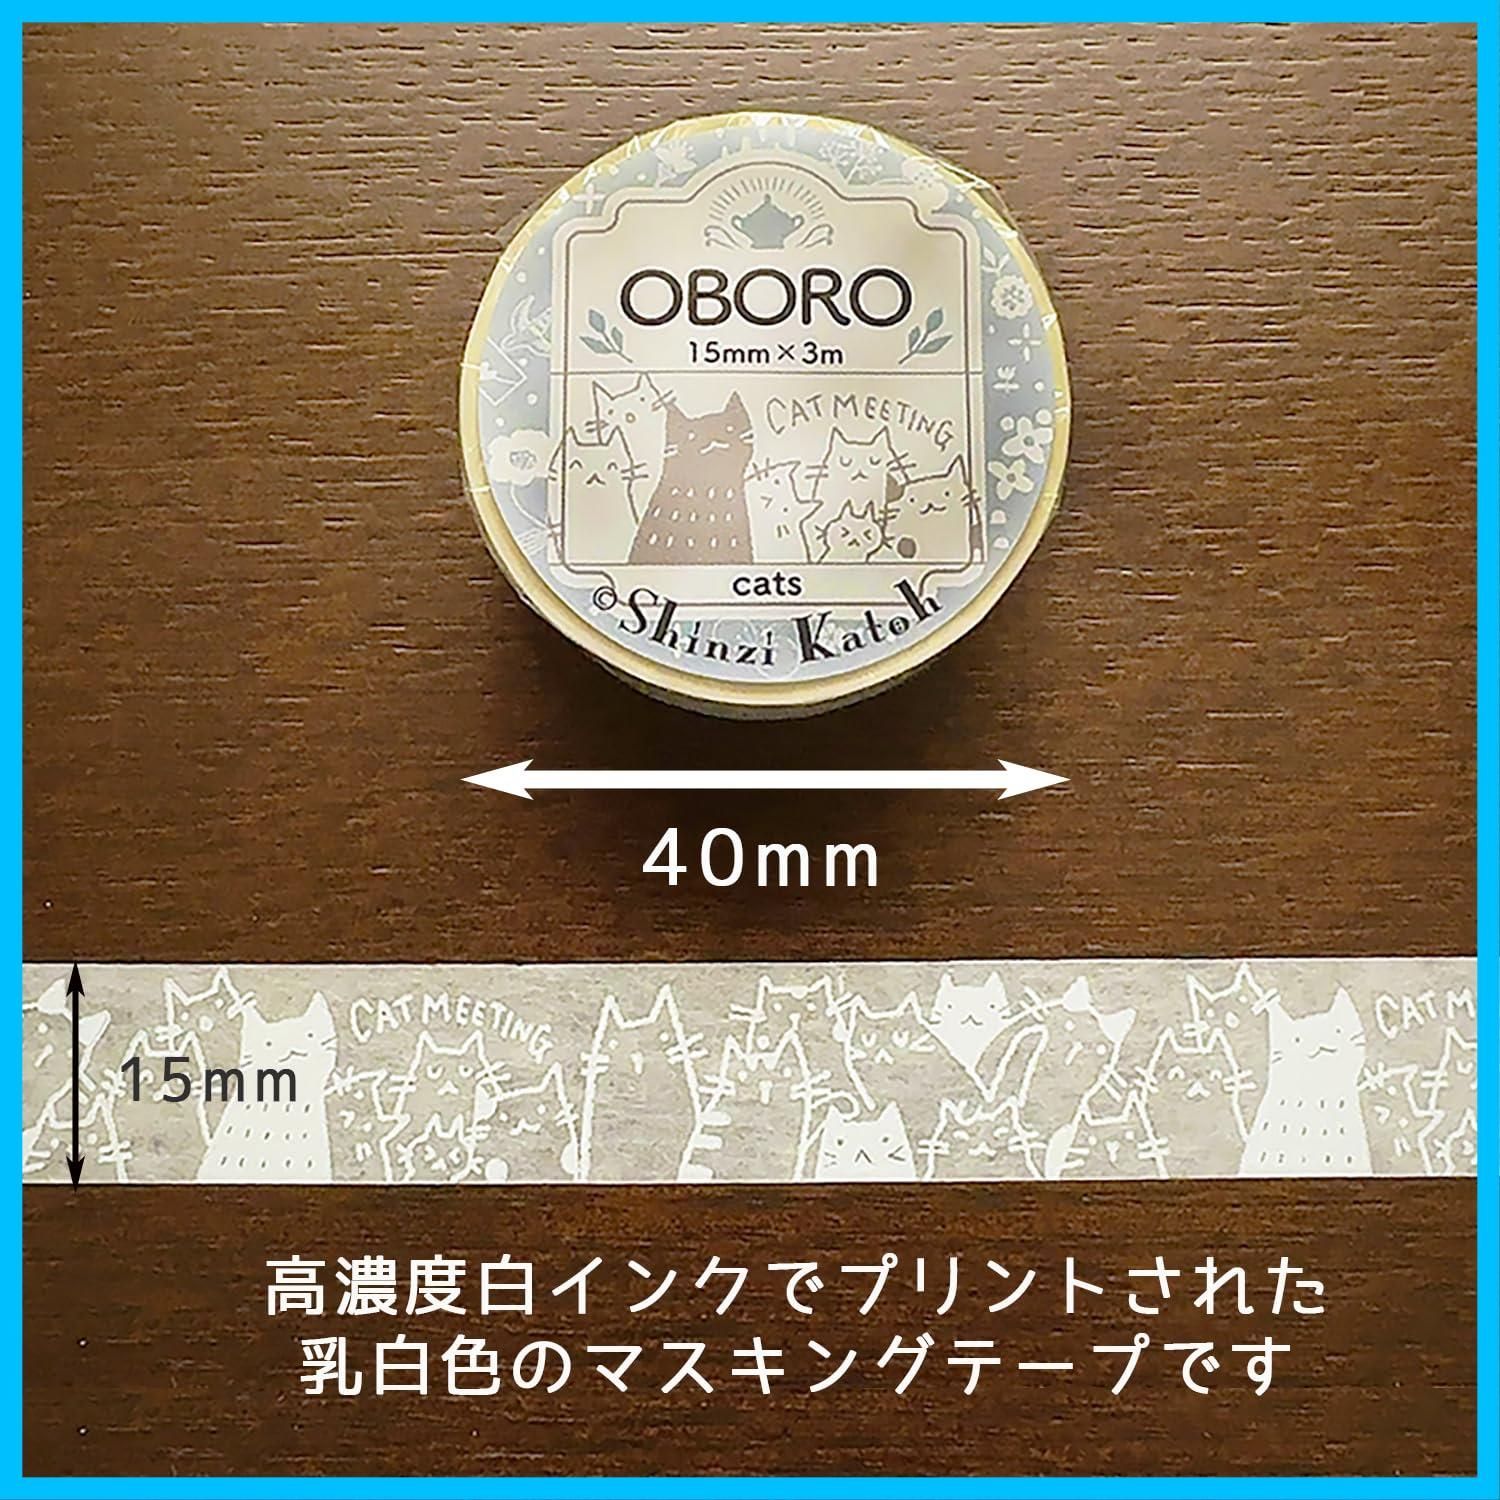 OBORO
15mm×3m
CAT MEETING
cats
©Shinzi Katoh
40mm
CAT MEETING
CAT M
15mm
高濃度白インクでプリントされた
乳白色のマスキングテープです